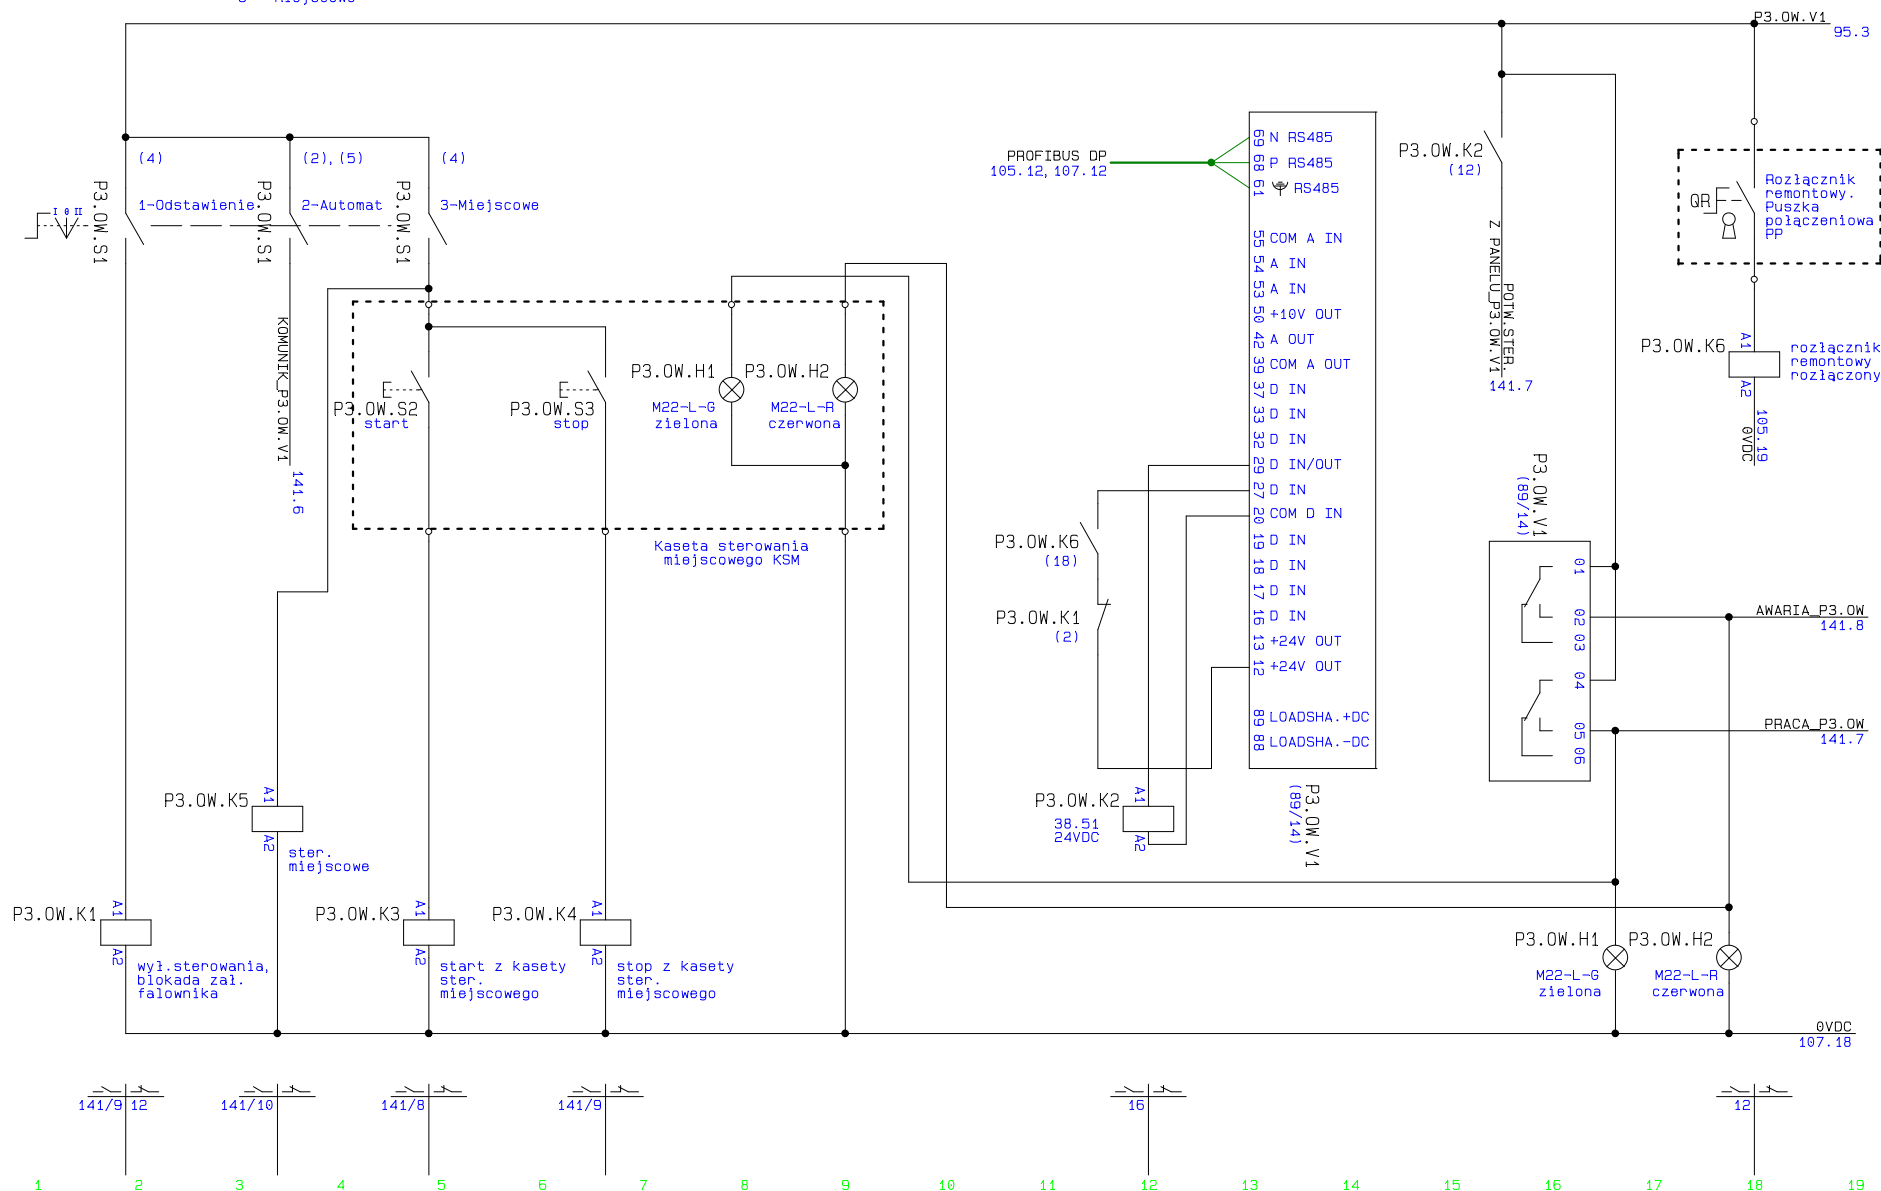 P3.OW.V1
95.3
(4)
(2),(5)
(4)
P3.OW.S1
1-Odstawienie
P3.OW.S1
2-Automat
P3.OW.S1
3-Miejscowe
I 0 II
KOMUNIK_P3.OW.V1
141.6
P3.OW.S2
start
P3.OW.S3
stop
P3.OW.H1
M22-L-G
zielona
P3.OW.H2
M22-L-R
czerwona
Kaseta sterowania
miejscowego KSM
PROFIBUS DP
105.12,107.12
69 N RS485
68 P RS485
61 RS485
55 COM A IN
54 A IN
53 A IN
50 +10V OUT
42 A OUT
39 COM A OUT
37 D IN
33 D IN
32 D IN
29 D IN/OUT
27 D IN
20 COM D IN
19 D IN
18 D IN
17 D IN
16 D IN
13 +24V OUT
12 +24V OUT
89 LOADSHA.+DC
88 LOADSHA.-DC
P3.OW.V1
(89/14)
P3.OW.K6
(18)
P3.OW.K1
(2)
P3.OW.K2
38.51
24VDC
A1
A2
P3.OW.K2
(12)
Z PANELU_P3.OW.V1
POTW.STER.
141.7
QR
Rozłącznik
remontowy.
Puszka
połączeniowa
PP
P3.OW.K6
A1
A2
rozłącznik
remontowy
rozłączony
0VDC
105.19
P3.OW.V1
(89/14)
01
02
03
04
05
06
AWARIA_P3.OW
141.8
PRACA_P3.OW
141.7
P3.OW.K5
A1
A2
ster.
miejscowe
P3.OW.K1
A1
A2
wył.sterowania,
blokada zał.
falownika
P3.OW.K3
A1
A2
start z kasety
ster.
miejscowego
P3.OW.K4
A1
A2
stop z kasety
ster.
miejscowego
P3.OW.H1
M22-L-G
zielona
P3.OW.H2
M22-L-R
czerwona
0VDC
107.18
141/9 12
141/10
141/8
141/9
16
12
1 2 3 4 5 6 7 8 9 10 11 12 13 14 15 16 17 18 19